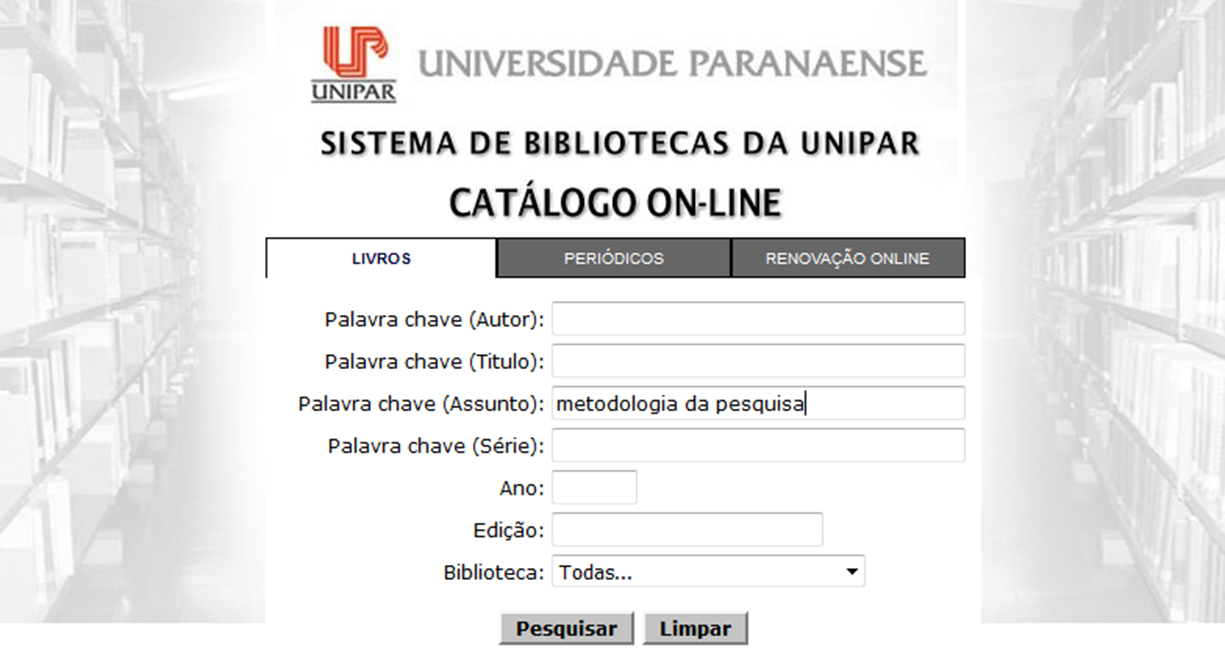 UNIPAR
UNIVERSIDADE PARANAENSE
SISTEMA DE BIBLIOTECAS DA UNIPAR
CATÁLOGO ON-LINE
LIVROS PERIÓDICOS RENOVAÇÃO ONLINE
Palavra chave (Autor):
Palavra chave (Titulo):
Palavra chave (Assunto): metodologia da pesquisa
Palavra chave (Série):
Ano:
Edição:
Biblioteca: Todas...
Pesquisar Limpar